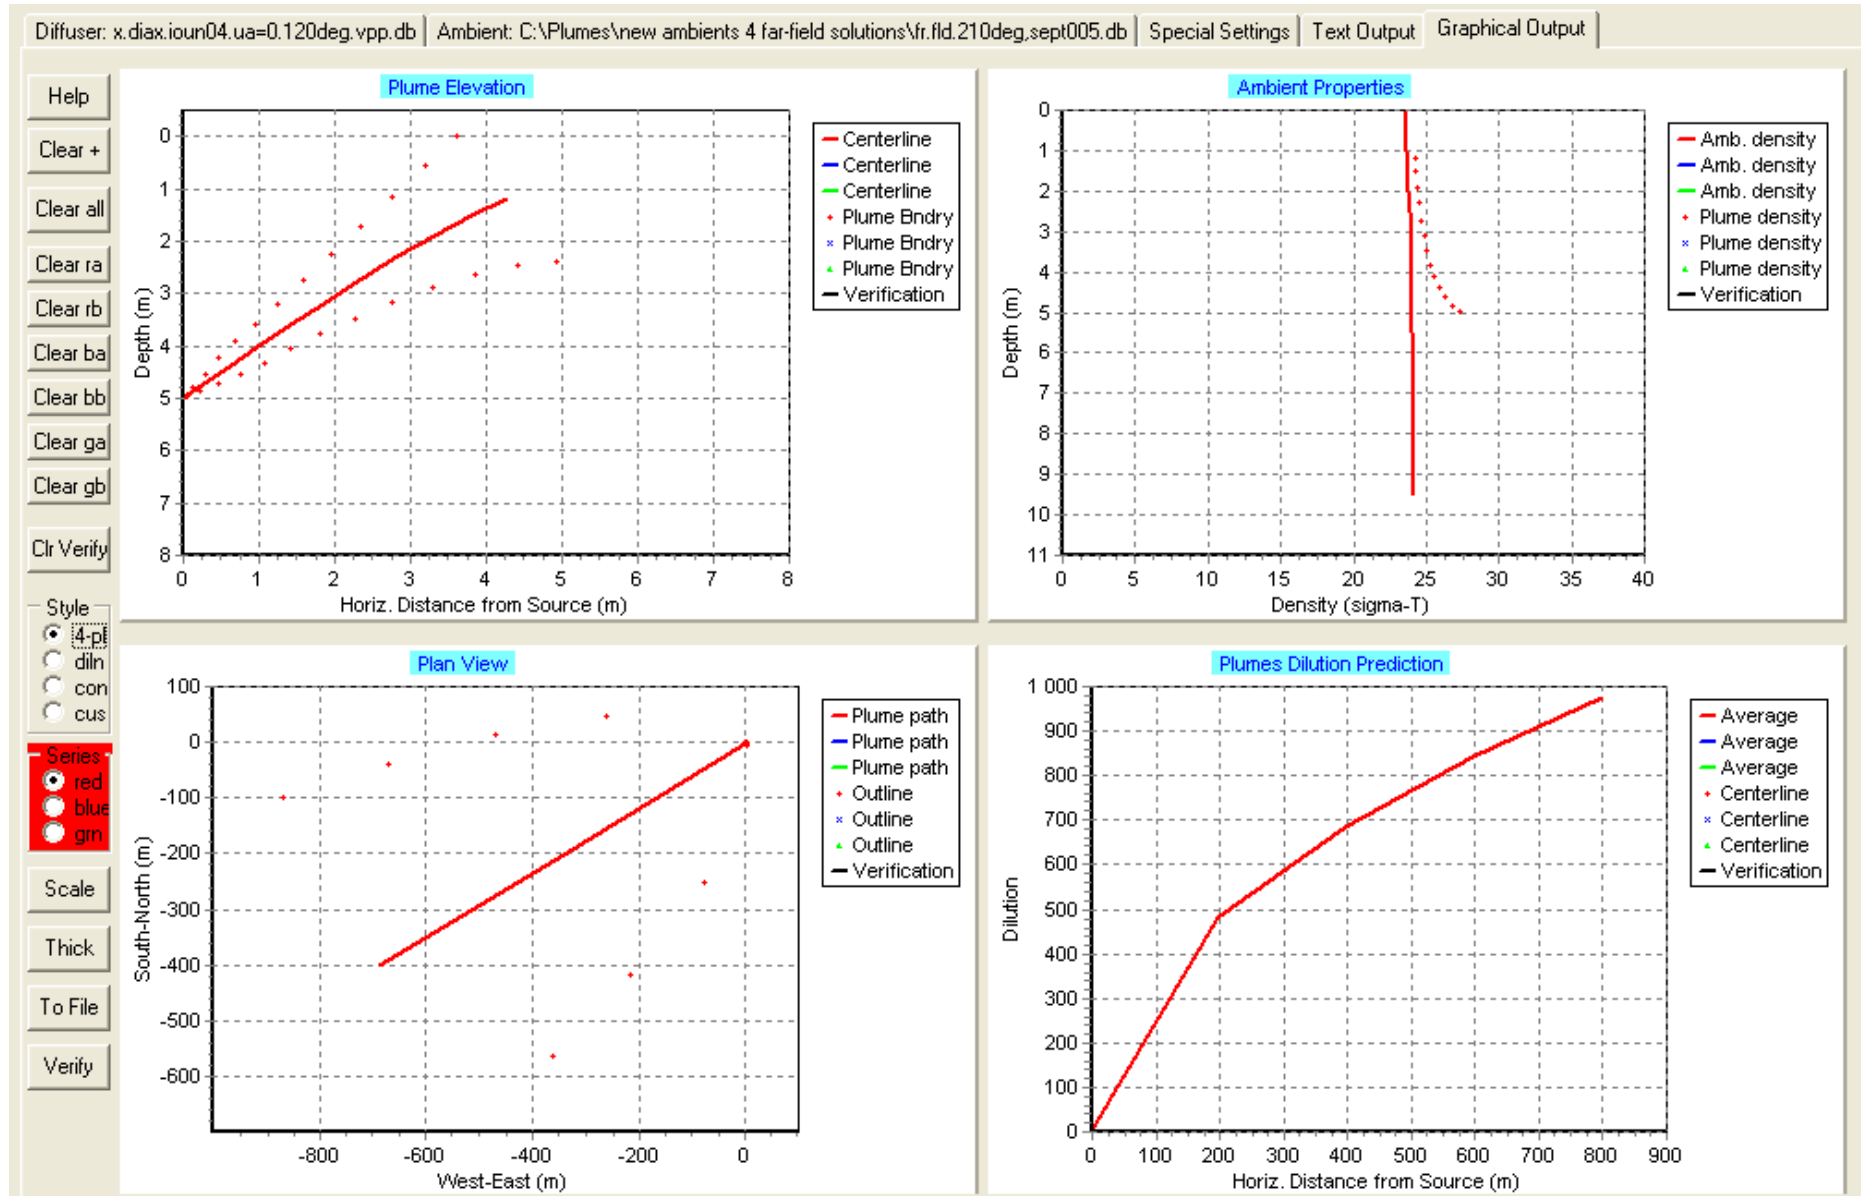 Diffuser: x.diax.ioun04.ua=0.120deg.vpp.db
Ambient: C:\Plumes\new ambients 4 far-field solutions\fr.fld.210deg,sept005.db
Special Settings
Text Output
Graphical Output
Help
Clear +
Clear all
Clear ra
Clear rb
Clear ba
Clear bb
Clear ga
Clear gb
Clr Verify
Style
4-pl
diln
con
cus
Series
red
blue
grn
Scale
Thick
To File
Verify
Plume Elevation
Depth (m)
0
1
2
3
4
5
6
7
8
0 1 2 3 4 5 6 7 8
Horiz. Distance from Source (m)
Centerline
Centerline
Centerline
Plume Bndry
Plume Bndry
Plume Bndry
Verification
Ambient Properties
Depth (m)
0
1
2
3
4
5
6
7
8
9
10
11
0 5 10 15 20 25 30 35 40
Density (sigma-T)
Amb. density
Amb. density
Amb. density
Plume density
Plume density
Plume density
Verification
Plan View
South-North (m)
100
0
-100
-200
-300
-400
-500
-600
-800 -600 -400 -200 0
West-East (m)
Plume path
Plume path
Plume path
Outline
Outline
Outline
Verification
Plumes Dilution Prediction
Dilution
1 000
900
800
700
600
500
400
300
200
100
0
0 100 200 300 400 500 600 700 800 900
Horiz. Distance from Source (m)
Average
Average
Average
Centerline
Centerline
Centerline
Verification